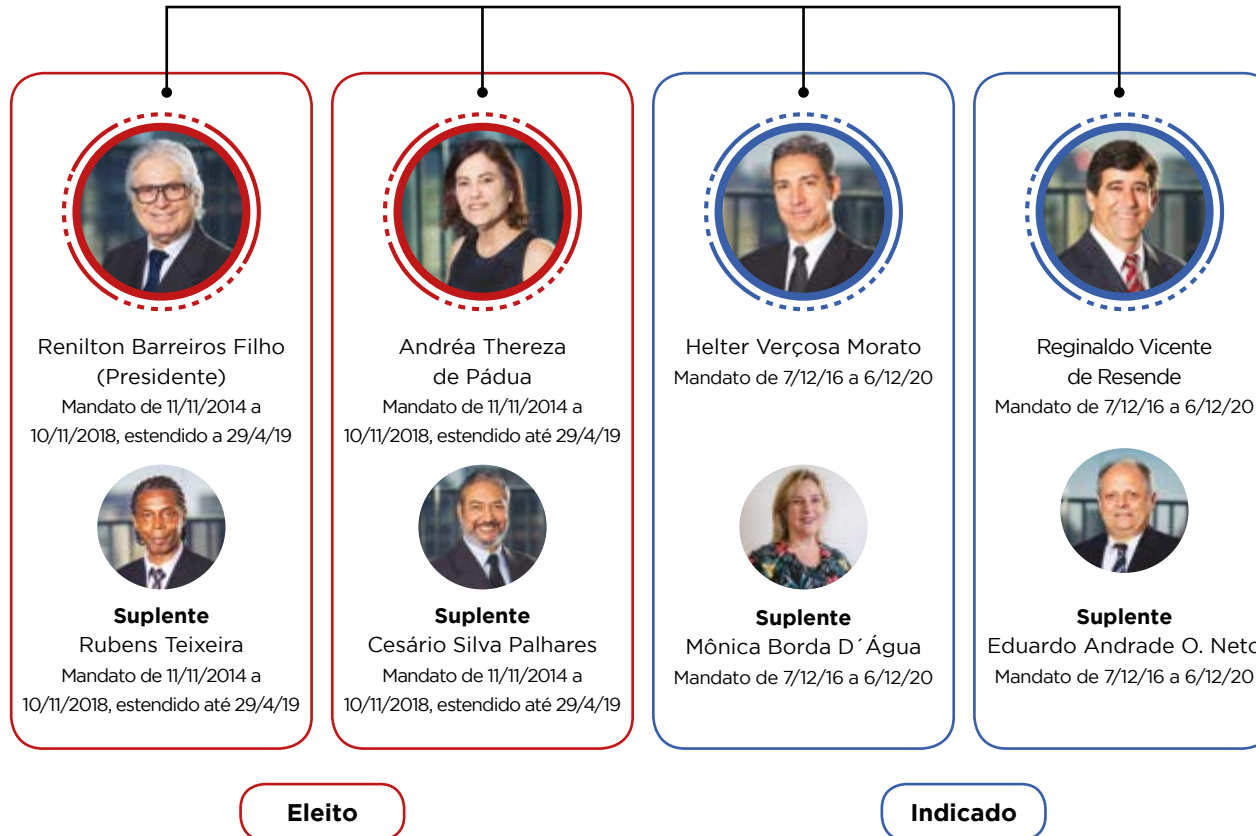 Renilton Barreiros Filho
(Presidente)
Mandato de 11/11/2014 a
10/11/2018, estendido a 29/4/19
Suplente
Rubens Teixeira
Mandato de 11/11/2014 a
10/11/2018, estendido até 29/4/19
Andréa Thereza
de Pádua
Mandato de 11/11/2014 a
10/11/2018, estendido até 29/4/19
Suplente
Cesário Silva Palhares
Mandato de 11/11/2014 a
10/11/2018, estendido até 29/4/19
Helter Verçosa Morato
Mandato de 7/12/16 a 6/12/20
Suplente
Mônica Borda D´Água
Mandato de 7/12/16 a 6/12/20
Reginaldo Vicente
de Resende
Mandato de 7/12/16 a 6/12/20
Suplente
Eduardo Andrade O. Neto
Mandato de 7/12/16 a 6/12/20
Eleito
Indicado